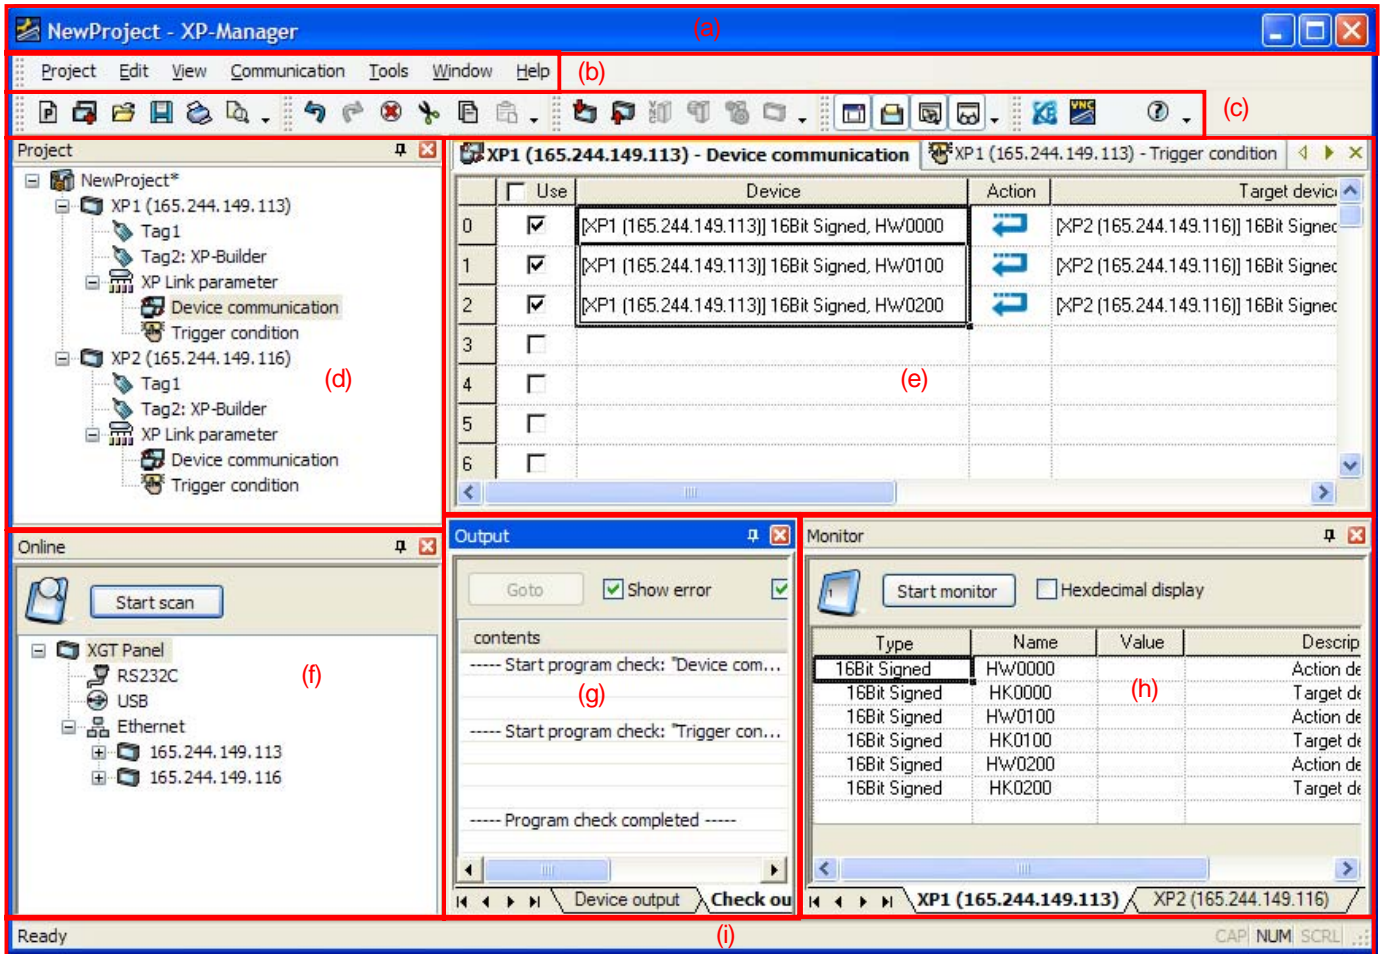 NewProject - XP-Manager
(a)
Project Edit View Communication Tools Window Help
(b)
(c)
Project
NewProject*
XP1 (165.244.149.113)
Tag1
Tag2: XP-Builder
XP Link parameter
Device communication
Trigger condition
XP2 (165.244.149.116)
Tag1
Tag2: XP-Builder
XP Link parameter
Device communication
Trigger condition
(d)
XP1 (165.244.149.113) - Device communication
XP1 (165.244.149.113) - Trigger condition
Use Device Action Target devic
0 [XP1 (165.244.149.113)] 16Bit Signed, HW0000 [XP2 (165.244.149.116)] 16Bit Signec
1 [XP1 (165.244.149.113)] 16Bit Signed, HW0100 [XP2 (165.244.149.116)] 16Bit Signec
2 [XP1 (165.244.149.113)] 16Bit Signed, HW0200 [XP2 (165.244.149.116)] 16Bit Signec
3
4
5
6
(e)
Online
Start scan
XGT Panel
RS232C
USB
Ethernet
165.244.149.113
165.244.149.116
(f)
Output
Goto Show error
contents
----- Start program check: "Device com...
(g)
----- Start program check: "Trigger con...
----- Program check completed -----
Device output Check ou
Monitor
Start monitor Hexdecimal display
Type Name Value Descrip
16Bit Signed HW0000 Action de
16Bit Signed HK0000 Target de
16Bit Signed HW0100 Action de
16Bit Signed HK0100 Target de
16Bit Signed HW0200 Action de
16Bit Signed HK0200 Target de
(h)
XP1 (165.244.149.113) XP2 (165.244.149.116)
Ready
(i)
CAP NUM SCRL